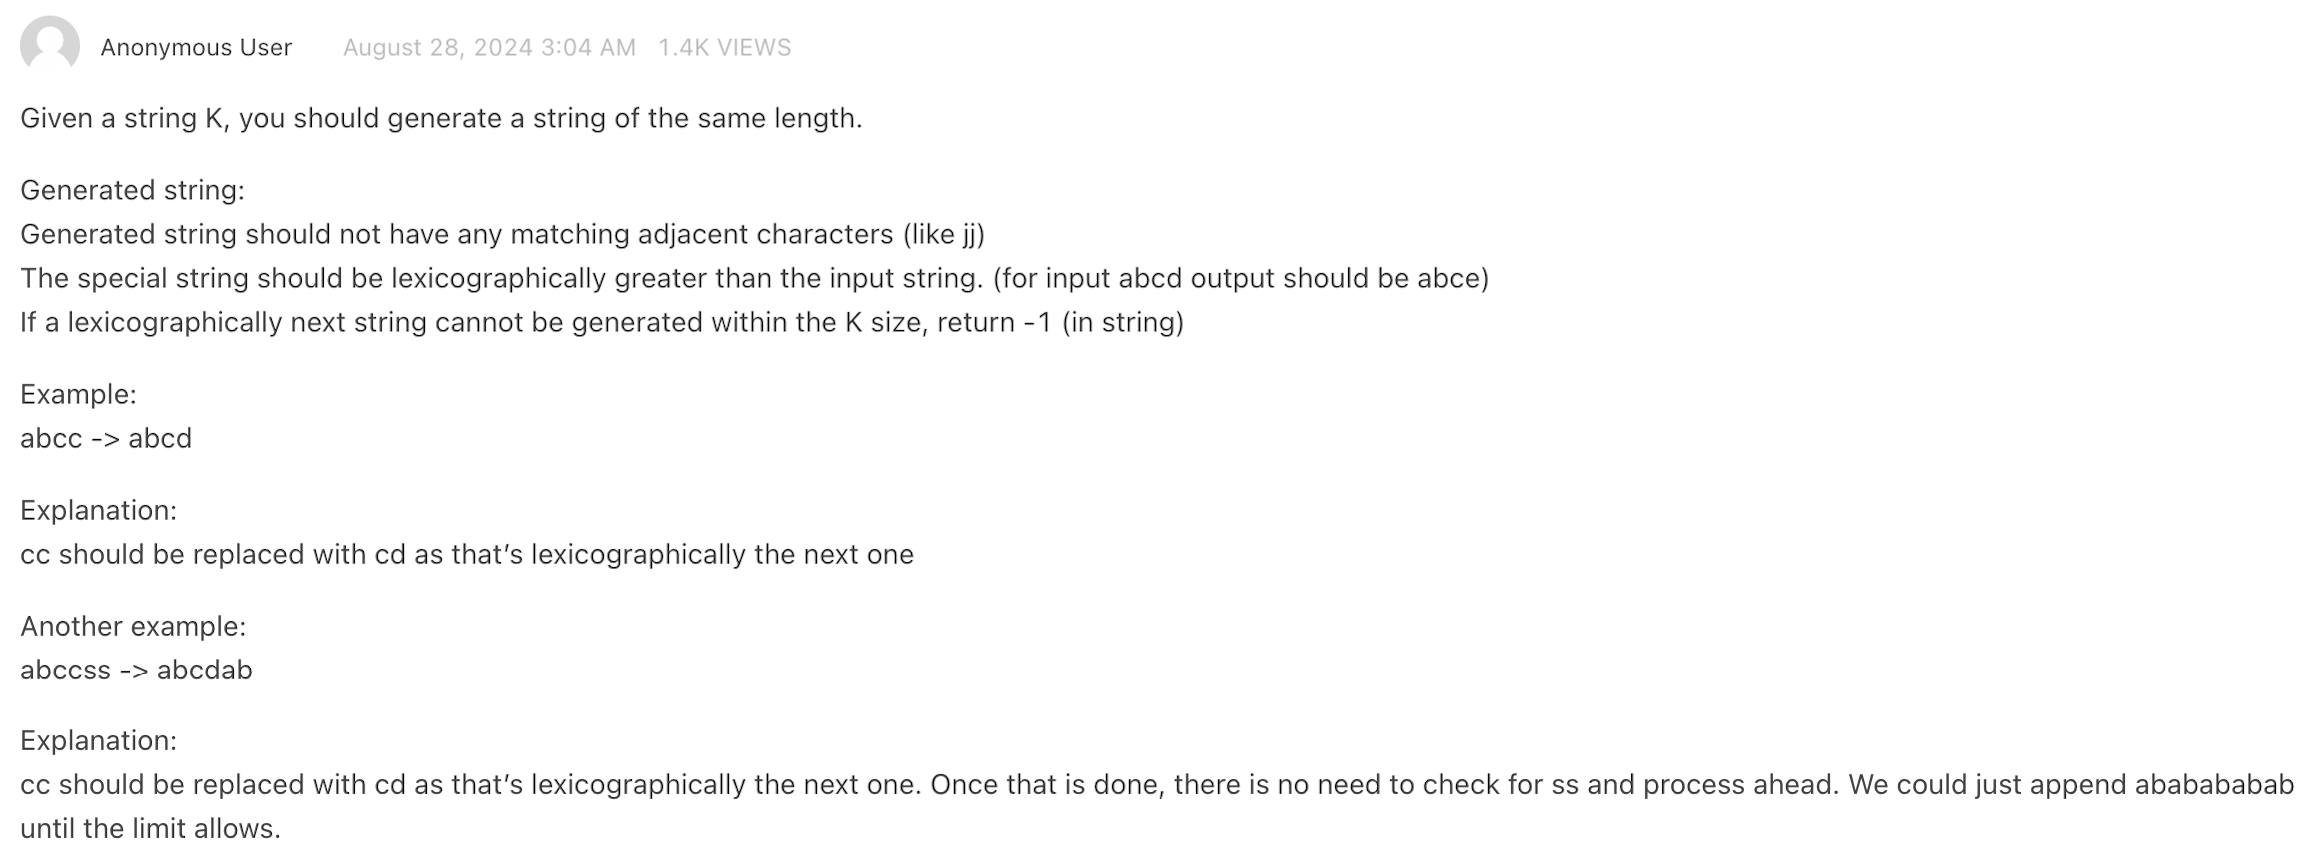 Anonymous User August 28, 2024 3:04 AM 1.4K VIEWS
Given a string K, you should generate a string of the same length.
Generated string:
Generated string should not have any matching adjacent characters (like jj)
The special string should be lexicographically greater than the input string. (for input abcd output should be abce)
If a lexicographically next string cannot be generated within the K size, return -1 (in string)
Example:
abcc -> abcd
Explanation:
cc should be replaced with cd as that’s lexicographically the next one
Another example:
abccss -> abcdab
Explanation:
cc should be replaced with cd as that’s lexicographically the next one. Once that is done, there is no need to check for ss and process ahead. We could just append ababababab
until the limit allows.